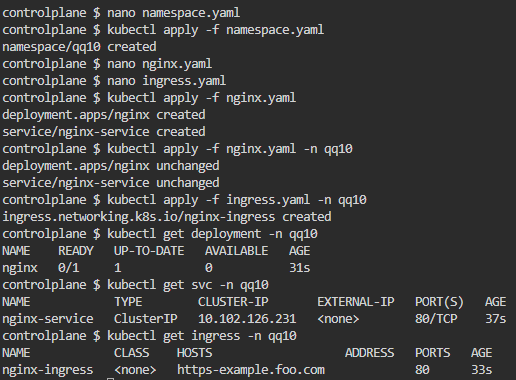 controlplane $ nano namespace.yaml
controlplane $ kubectl apply -f namespace.yaml
namespace/qq10 created
controlplane $ nano nginx.yaml
controlplane $ nano ingress.yaml
controlplane $ kubectl apply -f nginx.yaml
deployment.apps/nginx created
service/nginx-service created
controlplane $ kubectl apply -f nginx.yaml -n qq10
deployment.apps/nginx unchanged
service/nginx-service unchanged
controlplane $ kubectl apply -f ingress.yaml -n qq10
ingress.networking.k8s.io/nginx-ingress created
controlplane $ kubectl get deployment -n qq10
NAME    READY   UP-TO-DATE   AVAILABLE   AGE
nginx   0/1     1            0           31s
controlplane $ kubectl get svc -n qq10
NAME            TYPE        CLUSTER-IP       EXTERNAL-IP   PORT(S)   AGE
nginx-service   ClusterIP   10.102.126.231   <none>        80/TCP    37s
controlplane $ kubectl get ingress -n qq10
NAME            CLASS    HOSTS                   ADDRESS   PORTS   AGE
nginx-ingress   <none>   https-example.foo.com             80      33s